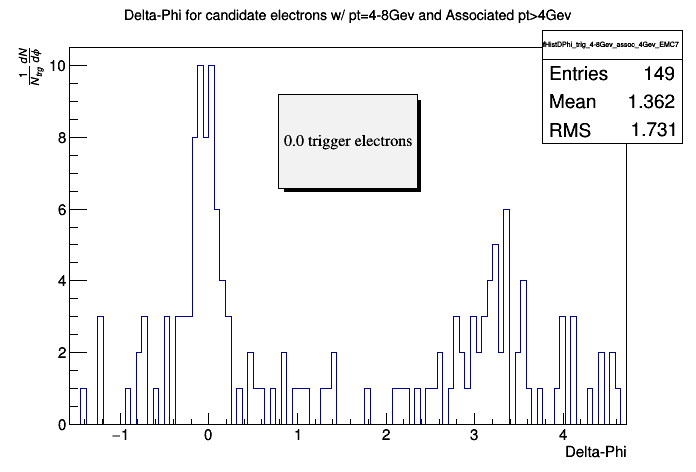 Delta-Phi for candidate electrons w/ pt=4-8Gev and Associated pt>4Gev
fHistDPhi_trig_4-8Gev_assoc_4Gev_EMC7
Entries 149
Mean 1.362
RMS 1.731
1/N_trg dN/dϕ
0.0 trigger electrons
10
8
6
4
2
0
−1 0 1 2 3 4
Delta-Phi